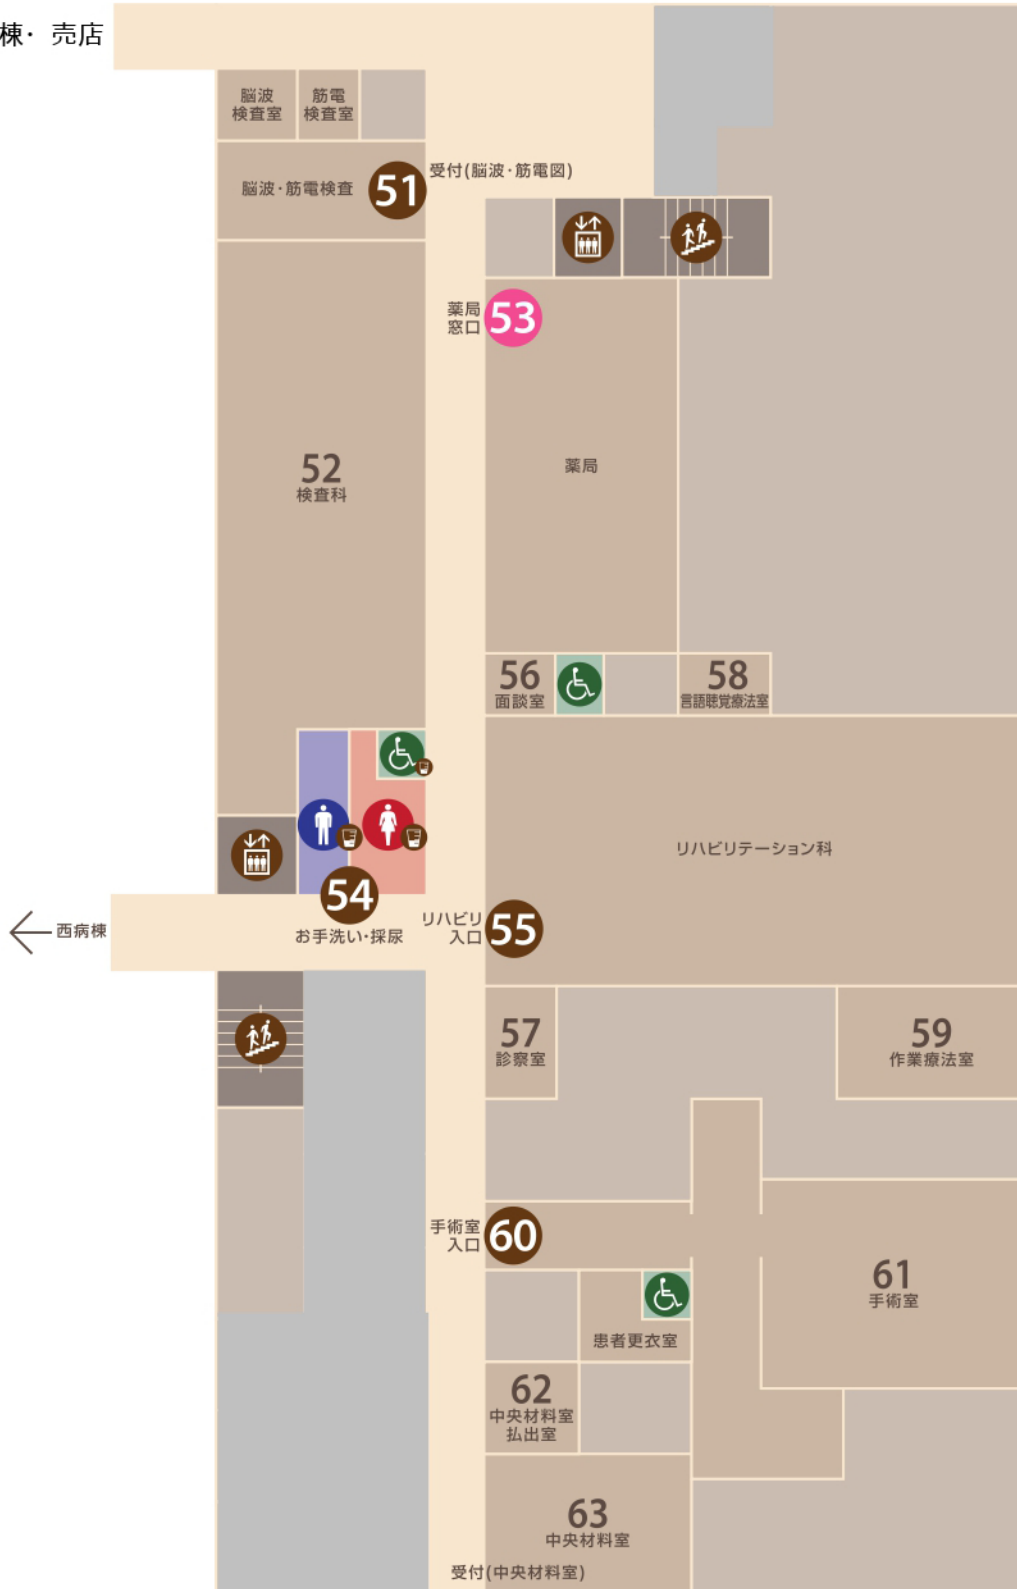 棟・ 売店
脳波
検査室
筋電
検査室
受付(脳波・筋電図)
脳波・筋電検査
51
薬局
窓口
53
52
検査科
薬局
56
面談室
58
言語聴覚療法室
リハビリテーション科
54
お手洗い・採尿
リハビリ
入口
55
西病棟
57
診察室
59
作業療法室
手術室
入口
60
61
手術室
患者更衣室
62
中央材料室
払出室
63
中央材料室
受付(中央材料室)